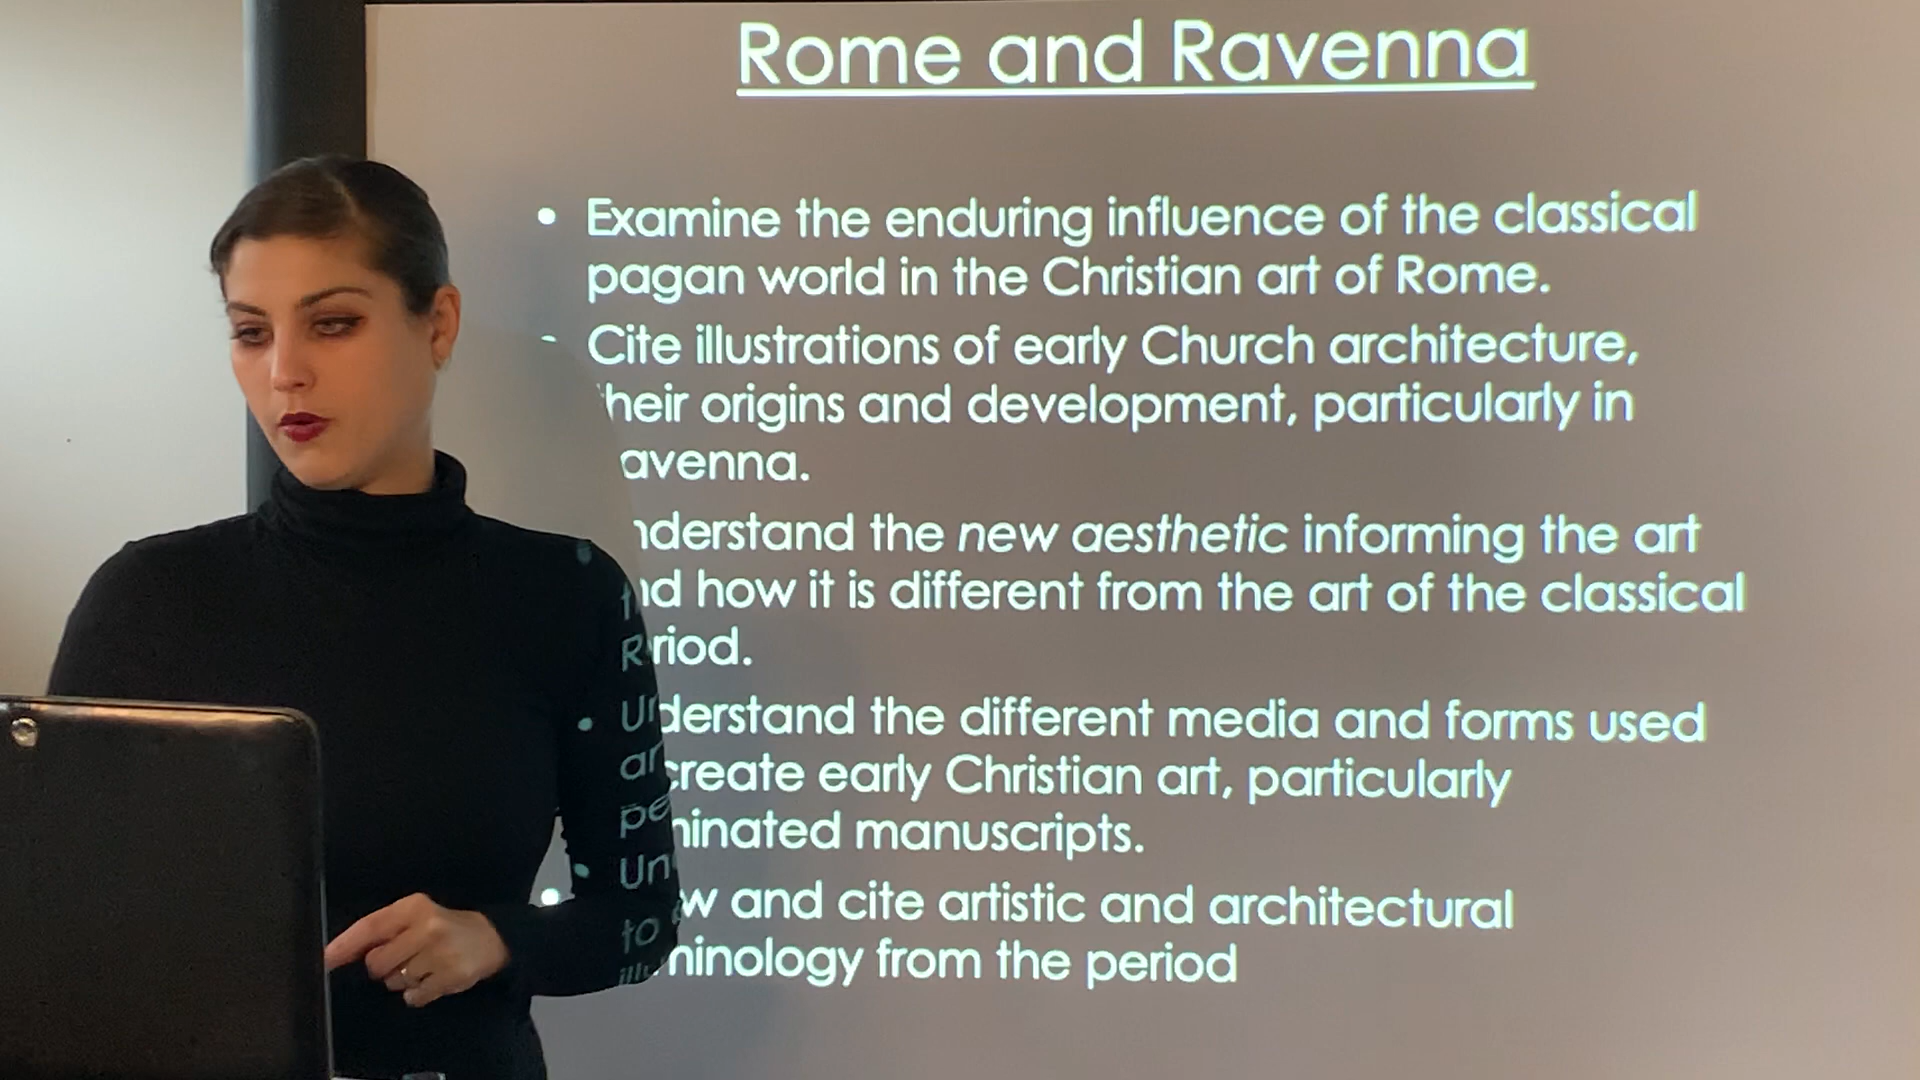 Rome and Ravenna
• Examine the enduring influence of the classical
pagan world in the Christian art of Rome.
Cite illustrations of early Church architecture,
their origins and development, particularly in
Ravenna.
Understand the new aesthetic informing the art
and how it is different from the art of the classical
period.
• Understand the different media and forms used
to create early Christian art, particularly
illuminated manuscripts.
• and cite artistic and architectural
from the period